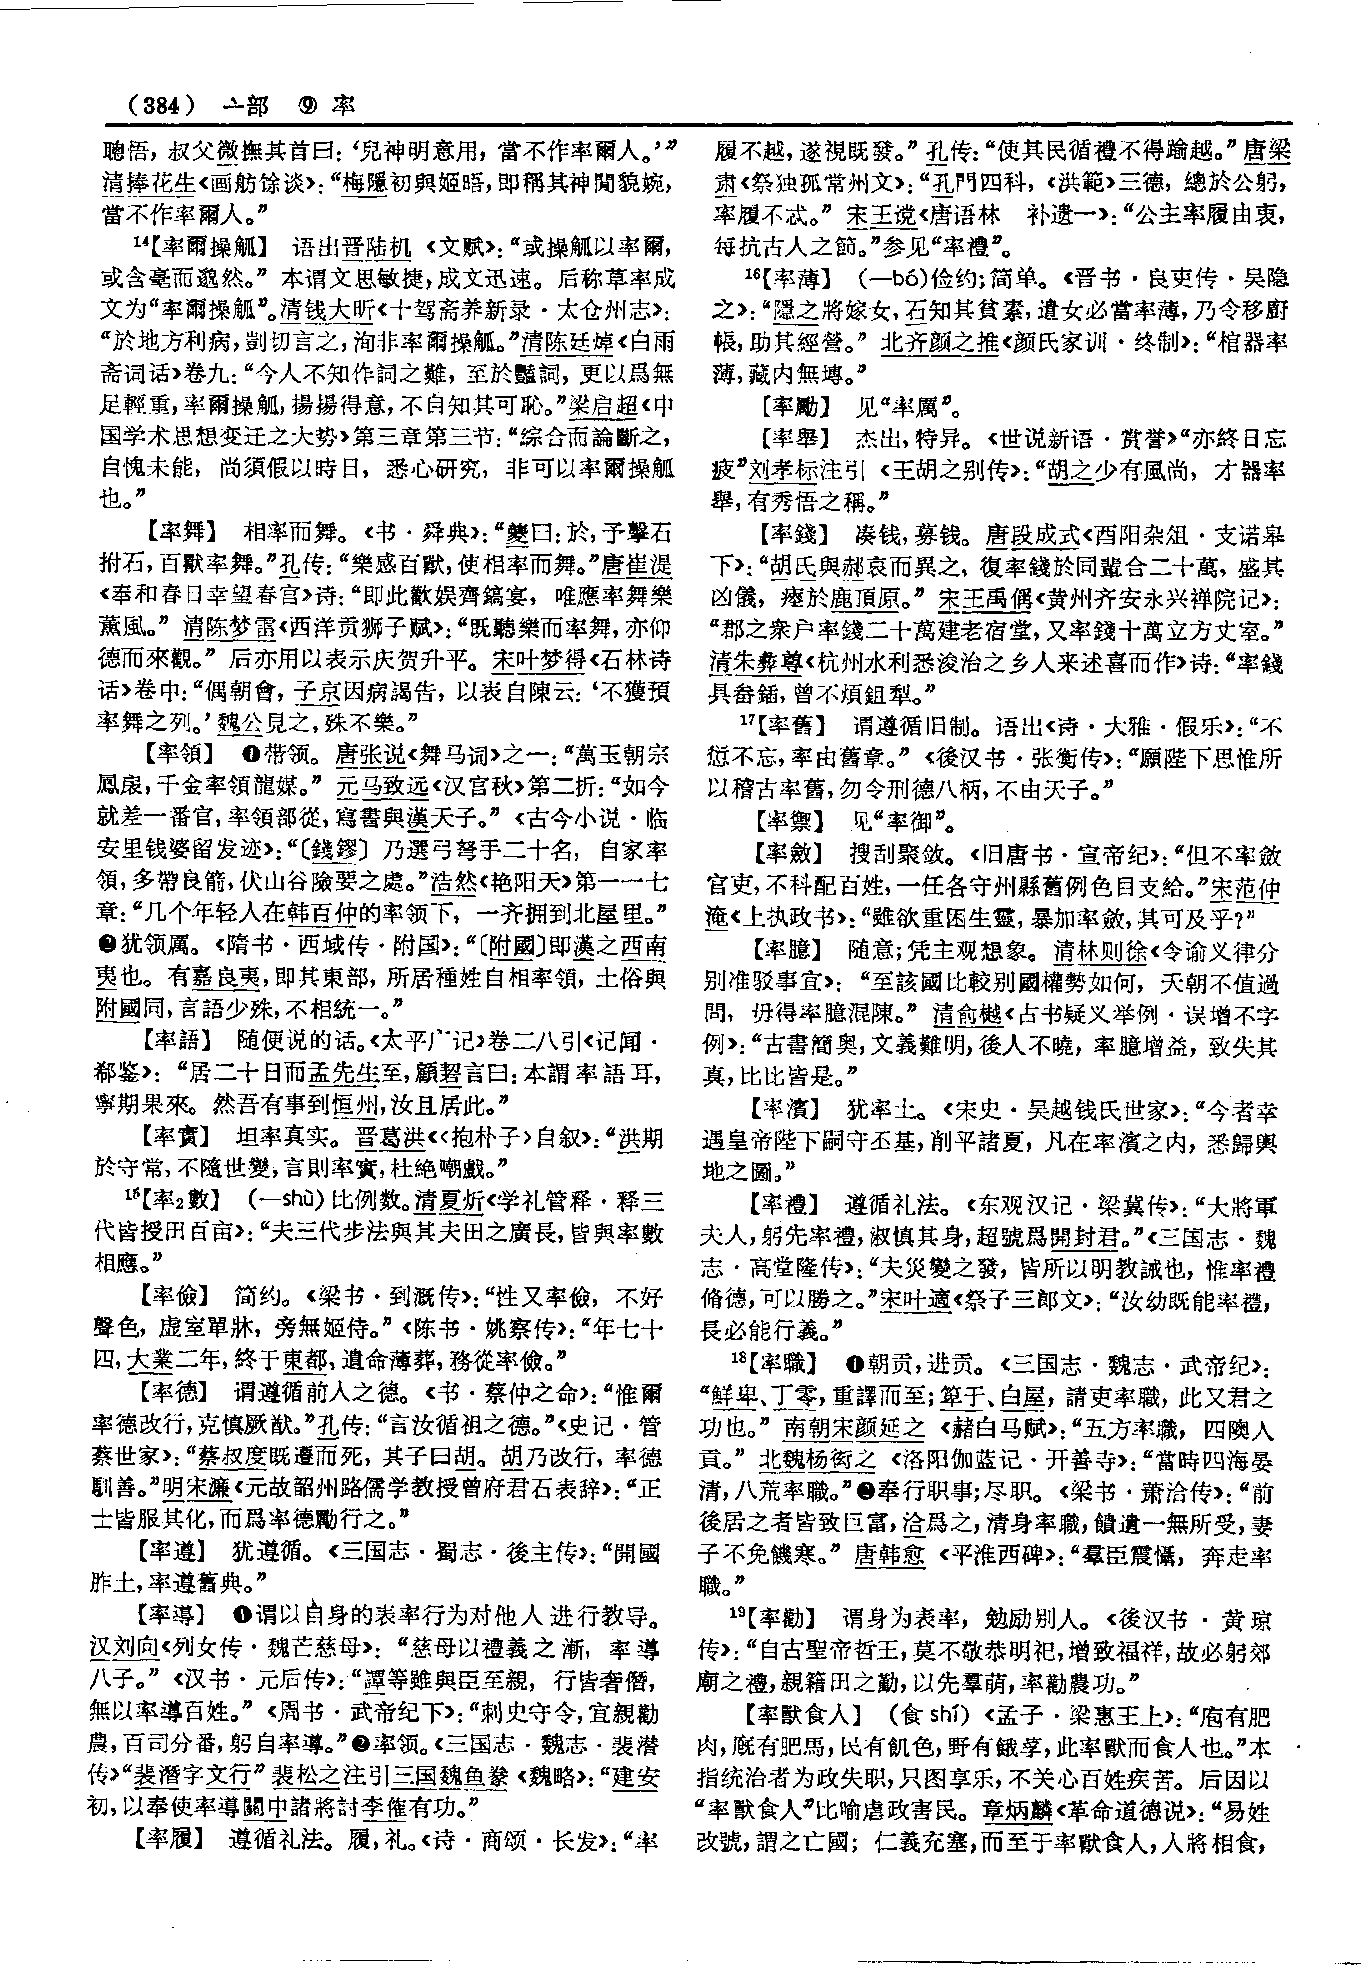 （384） 亠部 ⑨ 率
聰悟，叔父微撫其首曰：‘兒神明意用，當不作率爾人。’”
清捧花生《画舫馀谈》：“梅隱初與姬晤，即稱其神閒貌婉，
當不作率爾人。”
14【率爾操觚】 语出晋陆机《文赋》：“或操觚以率爾，
或含毫而邈然。” 本谓文思敏捷，成文迅速。后称草率成
文为“率爾操觚”。清钱大昕《十驾斋养新录·太仓州志》：
“於地方利病，剴切言之，洵非率爾操觚。”清陈廷焯《白雨
斋词话》卷九：“今人不知作詞之難，至於豔詞，更以爲無
足輕重，率爾操觚，揚揚得意，不自知其可恥。”梁启超《中
国学术思想变迁之大势》第三章第三节：“综合而論斷之，
自愧未能，尚須假以時日，悉心研究，非可以率爾操觚
也。”
【率舞】 相率而舞。《书·舜典》：“夔曰：於，予擊石
拊石，百獸率舞。”孔传：“樂感百獸，使相率而舞。”唐崔湜
《奉和春日幸望春宫》诗：“即此歡娱齊鎬宴，唯應率舞樂
薰風。” 清陈梦雷《西洋贡狮子赋》：“既聽樂而率舞，亦仰
德而來觀。” 后亦用以表示庆贺升平。宋叶梦得《石林诗
话》卷中：“偶朝會，子京因病謁告，以表自陳云：‘不獲預
率舞之列。’魏公見之，殊不樂。”
【率領】 ❶带领。唐张说《舞马词》之一：“萬玉朝宗
鳳扆，千金率領龍媒。” 元马致远《汉宫秋》第二折：“如今
就差一番官，率領部從，寫書與漢天子。” 《古今小说·临
安里钱婆留发迹》：“〔錢鏐〕乃選弓弩手二十名，自家率
領，多帶良箭，伏山谷險要之處。”浩然《艳阳天》第一一七
章：“几个年轻人在韩百仲的率领下，一齐拥到北屋里。”
❷犹领属。《隋书·西域传·附国》：“〔附國〕即漢之西南
夷也。有嘉良夷，即其東部，所居種姓自相率領，土俗與
附國同，言語少殊，不相統一。”
【率語】 随便说的话。《太平广记》卷二八引《记闻·
郗鉴》：“居二十日而孟先生至，顧䂮言曰：本謂率語耳，
寧期果來。然吾有事到恒州，汝且居此。”
【率實】 坦率真实。晋葛洪《〈抱朴子〉自叙》：“洪期
於守常，不隨世變，言則率實，杜絶嘲戲。”
15【率2數】 （—shù）比例数。清夏炘《学礼管释·释三
代皆授田百亩》：“夫三代步法與其夫田之廣長，皆與率數
相應。”
【率儉】 简约。《梁书·到溉传》：“性又率儉，不好
聲色，虚室單牀，旁無姬侍。”《陈书·姚察传》：“年七十
四，大業二年，終于東都，遺命薄葬，務從率儉。”
【率德】 谓遵循前人之德。《书·蔡仲之命》：“惟爾
率德改行，克慎厥猷。”孔传：“言汝循祖之德。”《史记·管
蔡世家》：“蔡叔度既遷而死，其子曰胡。胡乃改行，率德
馴善。”明宋濂《元故韶州路儒学教授曾府君石表辞》：“正
士皆服其化，而爲率德勵行之。”
【率遵】 犹遵循。《三国志·蜀志·後主传》：“開國
胙土，率遵舊典。”
【率導】 ❶谓以自身的表率行为对他人进行教导。
汉刘向《列女传·魏芒慈母》：“慈母以禮義之漸，率導
八子。” 《汉书·元后传》：“譚等雖與臣至親，行皆奢僭，
無以率導百姓。” 《周书·武帝纪下》：“刺史守令，宜親勸
農，百司分番，躬自率導。”❷率领。《三国志·魏志·裴潜
传》“裴潛字文行”裴松之注引三国魏鱼豢《魏略》：“建安
初，以奉使率導關中諸將討李傕有功。”
【率履】 遵循礼法。履，礼。《诗·商颂·长发》：“率
履不越，遂視既發。” 孔传：“使其民循禮不得踰越。”唐梁
肃《祭独孤常州文》：“孔門四科，《洪範》三德，總於公躬，
率履不忒。” 宋王谠《唐语林 补遗一》：“公主率履由衷，
每抗古人之節。”参见“率禮”。
16【率薄】 （—bó）俭约；简单。《晋书·良吏传·吴隐
之》：“隱之將嫁女，石知其貧素，遣女必當率薄，乃令移厨
帳，助其經營。” 北齐颜之推《颜氏家训·终制》：“棺器率
薄，藏内無塼。”
【率勵】 见“率厲”。
【率舉】 杰出，特异。《世说新语·赏誉》“亦終日忘
疲”刘孝标注引《王胡之别传》：“胡之少有風尚，才器率
舉，有秀悟之稱。”
【率錢】 凑钱，募钱。唐段成式《酉阳杂俎·支诺皋
下》：“胡氏與郝哀而異之，復率錢於同輩合二十萬，盛其
凶儀，瘞於鹿頂原。” 宋王禹偁《黄州齐安永兴禅院记》：
“郡之衆户率錢二十萬建老宿堂，又率錢十萬立方丈室。”
清朱彝尊《杭州水利悉浚治之乡人来述喜而作》诗：“率錢
具畚鍤，曾不煩鉏犁。”
17【率舊】 谓遵循旧制。语出《诗·大雅·假乐》：“不
愆不忘，率由舊章。” 《後汉书·张衡传》：“願陛下思惟所
以稽古率舊，勿令刑德八柄，不由天子。”
【率禦】 见“率御”。
【率斂】 搜刮聚敛。《旧唐书·宣帝纪》：“但不率斂
官吏，不科配百姓，一任各守州縣舊例色目支給。”宋范仲
淹《上执政书》：“雖欲重困生靈，暴加率斂，其可及乎？”
【率臆】 随意；凭主观想象。清林则徐《令谕义律分
别准驳事宜》：“至該國比較别國權勢如何，天朝不值過
問，毋得率臆混陳。” 清俞樾《古书疑义举例·误增不字
例》：“古書簡奧，文義難明，後人不曉，率臆增益，致失其
真，比比皆是。”
【率濱】 犹率土。《宋史·吴越钱氏世家》：“今者幸
遇皇帝陛下嗣守丕基，削平諸夏，凡在率濱之内，悉歸輿
地之圖。”
【率禮】 遵循礼法。《东观汉记·梁冀传》：“大將軍
夫人，躬先率禮，淑慎其身，超號爲開封君。”《三国志·魏
志·高堂隆传》：“夫災變之發，皆所以明教誡也，惟率禮
脩德，可以勝之。”宋叶適《祭子三郎文》：“汝幼既能率禮，
長必能行義。”
18【率職】 ❶朝贡，进贡。《三国志·魏志·武帝纪》：
“鮮卑、丁零，重譯而至；箄于、白屋，請吏率職，此又君之
功也。” 南朝宋颜延之《赭白马赋》：“五方率職，四隩入
貢。” 北魏杨衒之《洛阳伽蓝记·开善寺》：“當時四海晏
清，八荒率職。”❷奉行职事；尽职。《梁书·萧洽传》：“前
後居之者皆致巨富，洽爲之，清身率職，饋遺一無所受，妻
子不免饑寒。” 唐韩愈《平淮西碑》：“羣臣震懾，奔走率
職。”
19【率勸】 谓身为表率，勉励别人。《後汉书·黄琼
传》：“自古聖帝哲王，莫不敬恭明祀，增致福祥，故必躬郊
廟之禮，親籍田之勤，以先羣萌，率勸農功。”
【率獸食人】 （食 shí）《孟子·梁惠王上》：“庖有肥
肉，廐有肥馬，民有飢色，野有餓莩，此率獸而食人也。”本
指统治者为政失职，只图享乐，不关心百姓疾苦。后因以
“率獸食人”比喻虐政害民。章炳麟《革命道德说》：“易姓
改號，謂之亡國；仁義充塞，而至于率獸食人，人將相食，